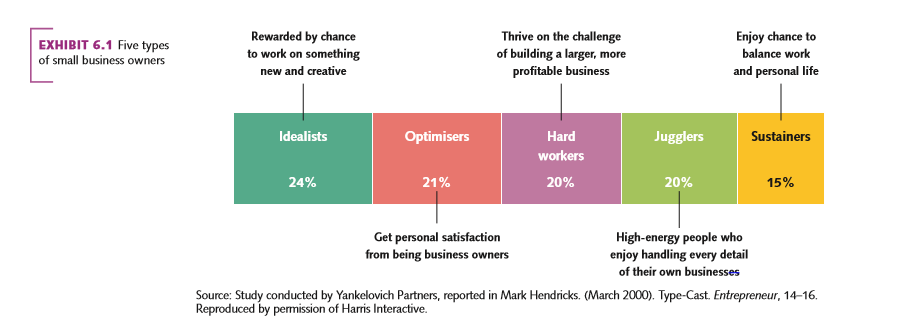 EXHIBIT 6.1 Five types
of small business owners
Rewarded by chance
to work on something
new and creative
Thrive on the challenge
of building a larger, more
profitable business
Enjoy chance to
balance work
and personal life
Idealists
24%
Optimisers
21%
Hard
workers
20%
Jugglers
20%
Sustainers
15%
Get personal satisfaction
from being business owners
High-energy people who
enjoy handling every detail
of their own businesses
Source: Study conducted by Yankelovich Partners, reported in Mark Hendricks. (March 2000). Type-Cast. Entrepreneur, 14–16.
Reproduced by permission of Harris Interactive.